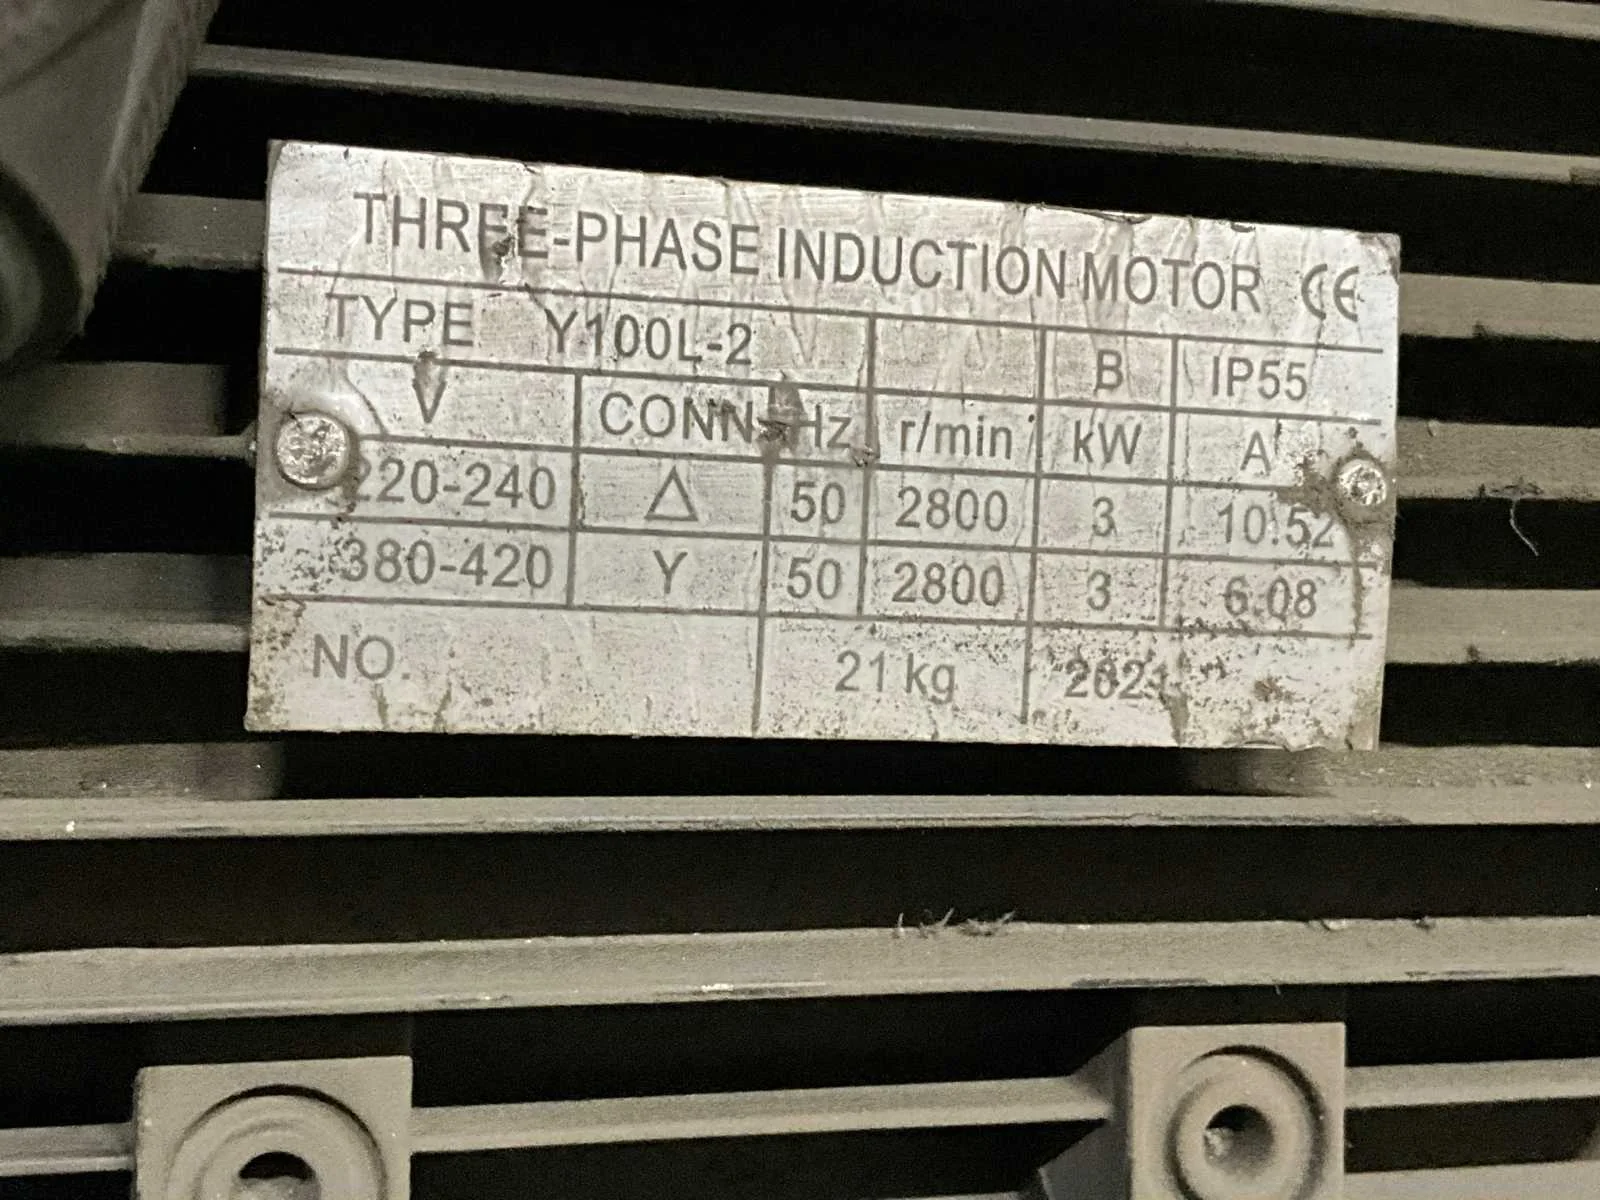 THREE-PHASE INDUCTION MOTOR CE
TYPE Y100L-2 B IP55
V CONN Hz r/min kW A
220-240 △ 50 2800 3 10.52
380-420 Y 50 2800 3 6.08
NO. 21 kg 2021